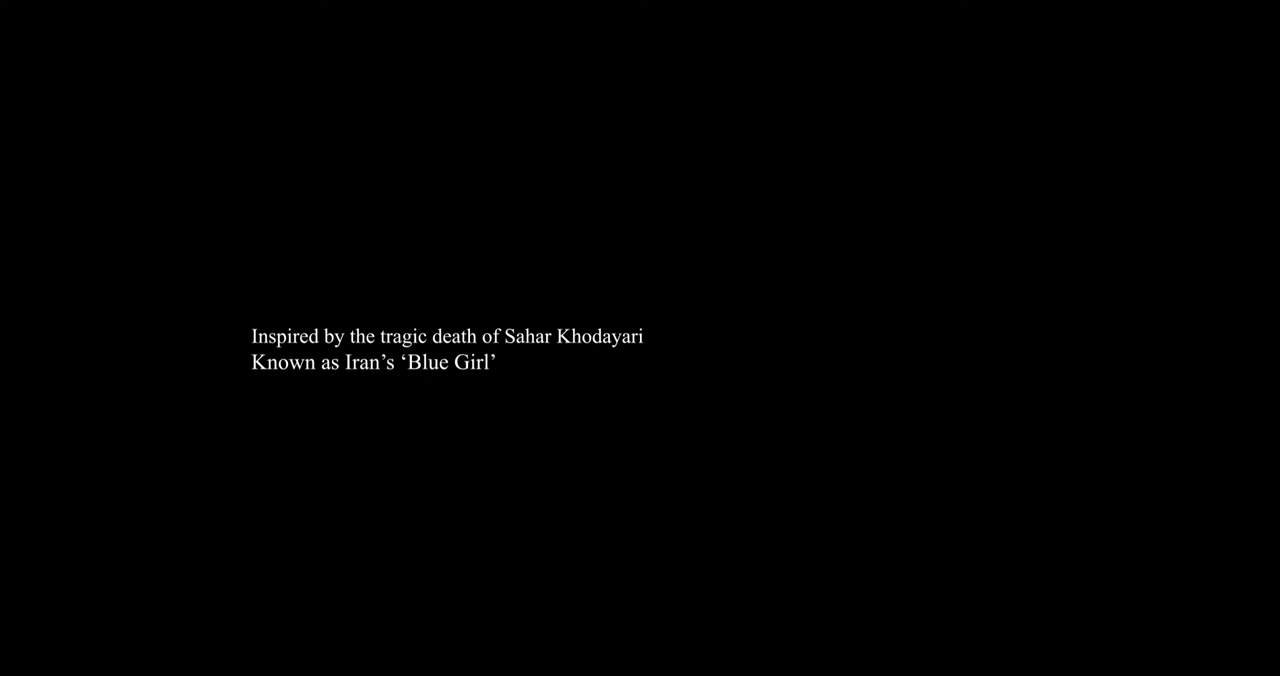 Inspired by the tragic death of Sahar Khodayari
Known as Iran’s ‘Blue Girl’